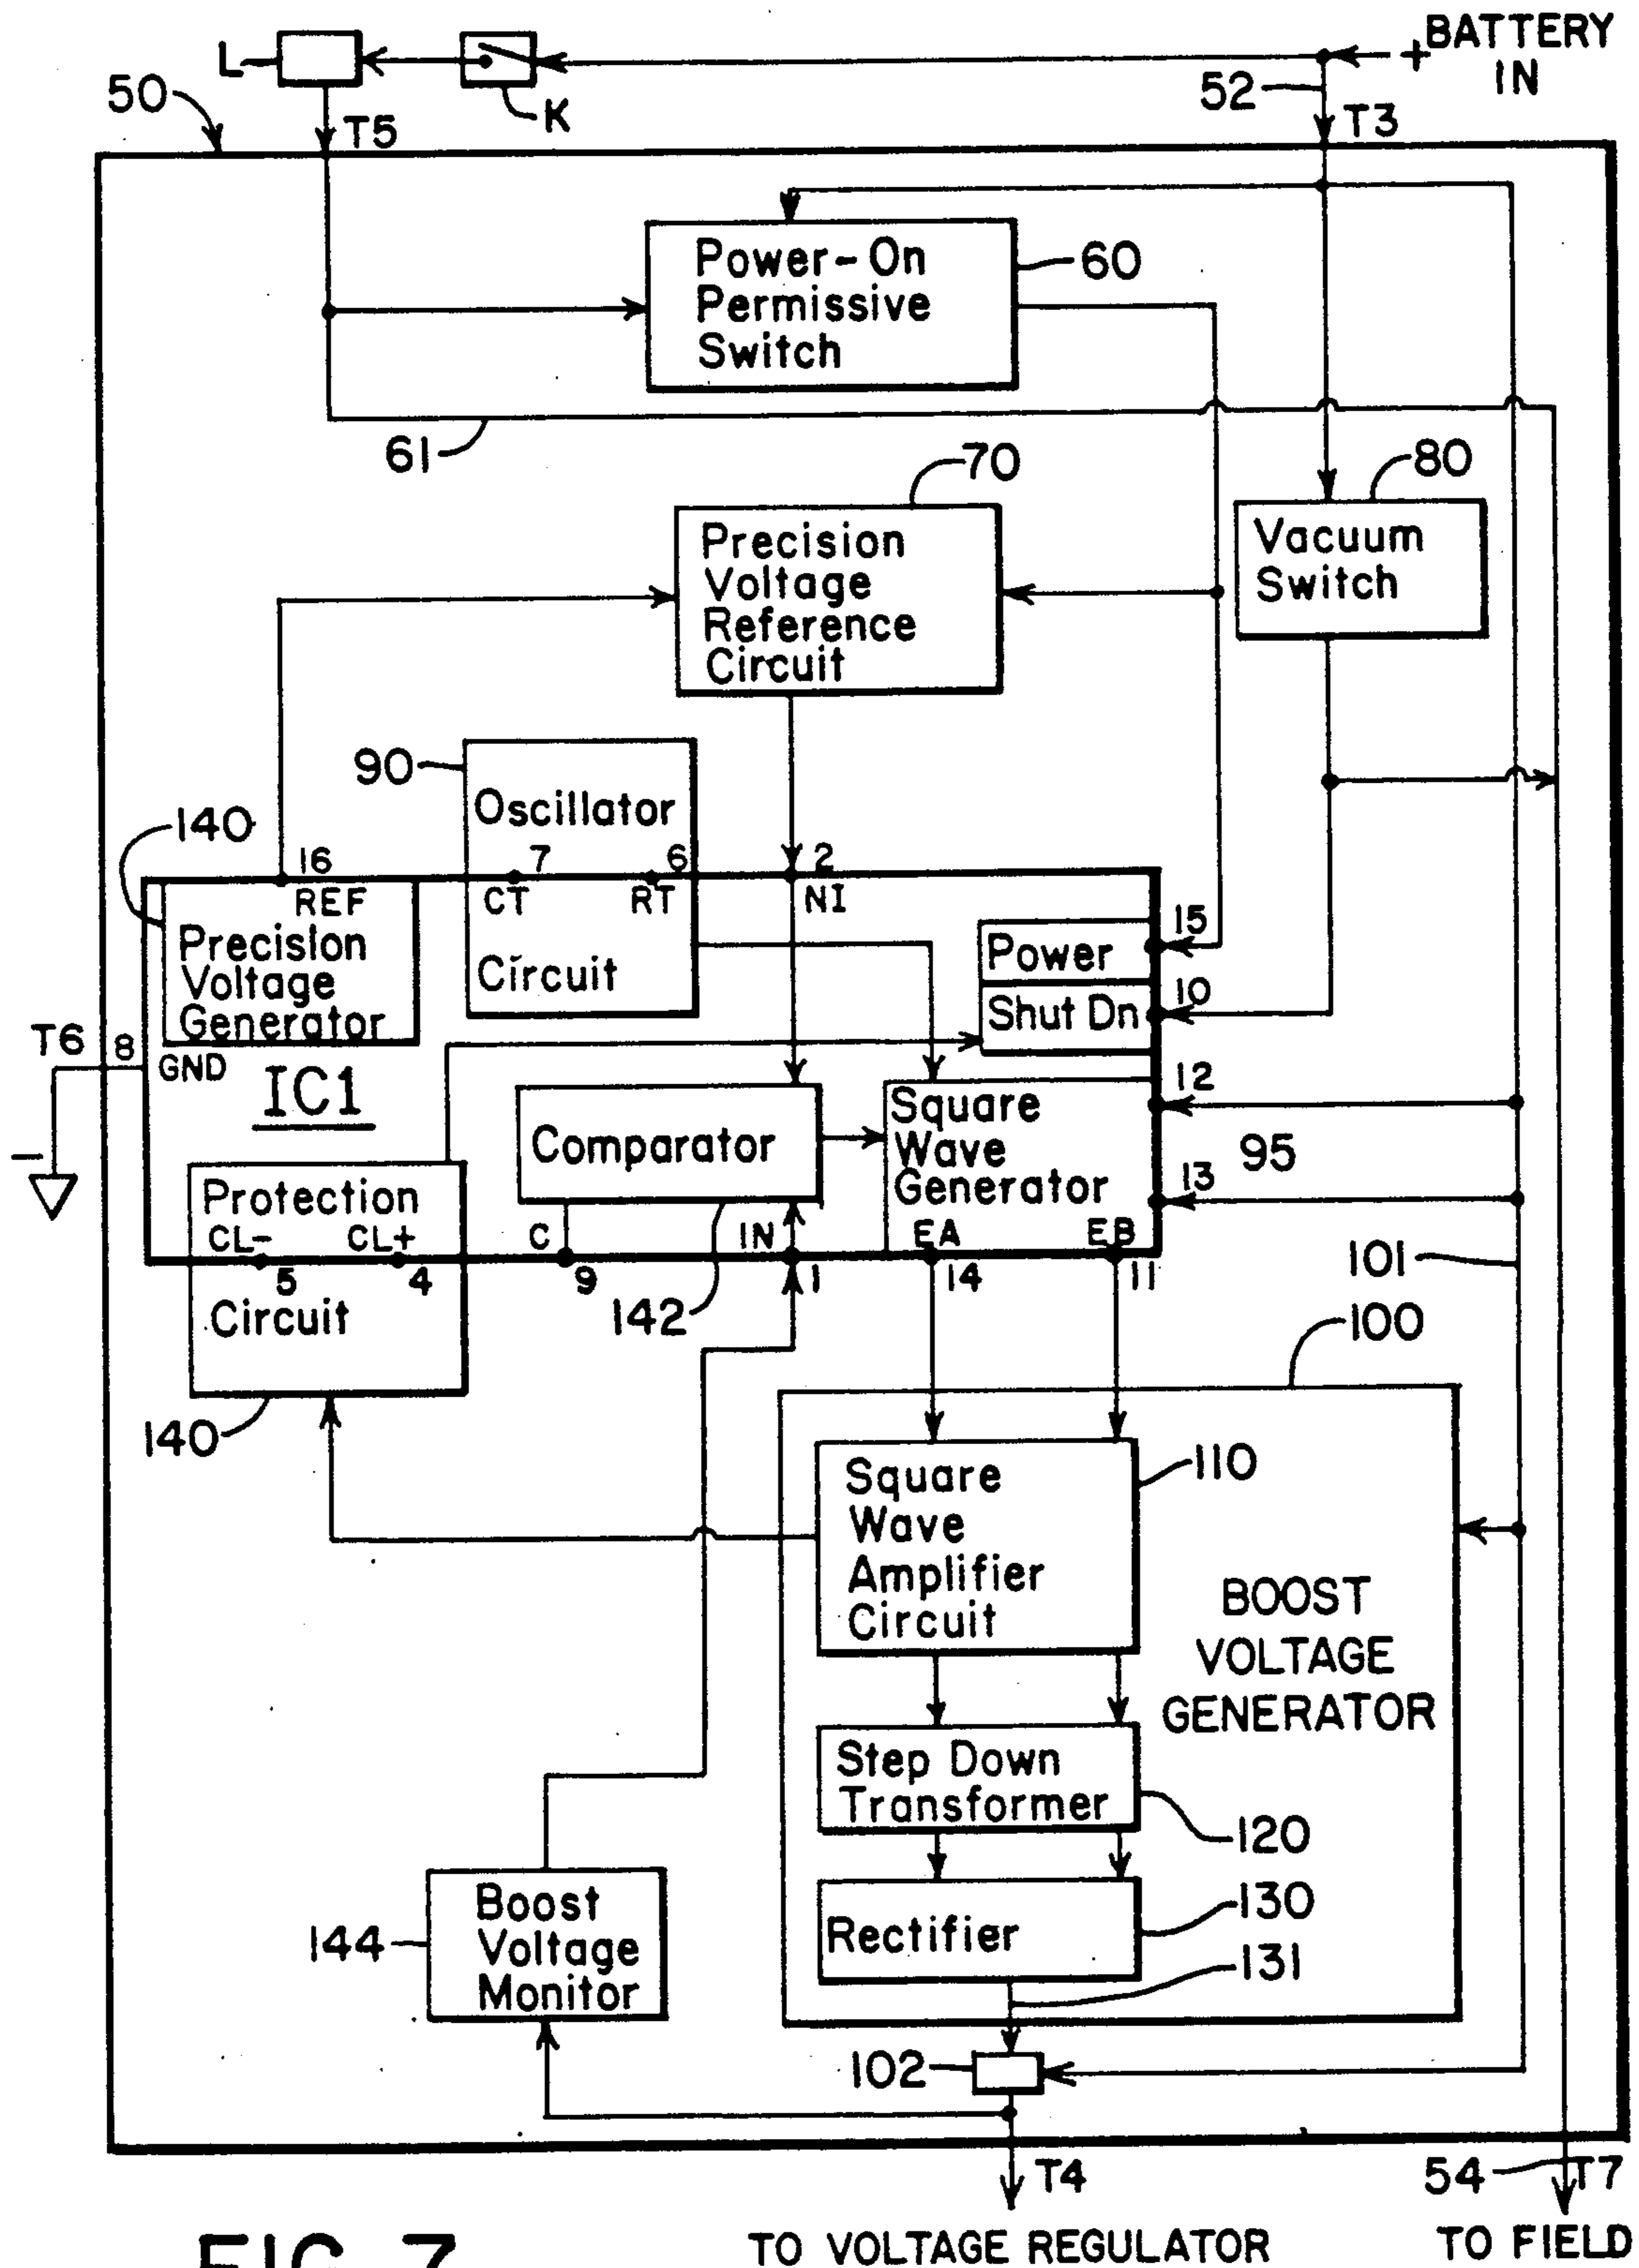 + BATTERY
IN
L
K
52
50
T5
T3
Power-On
Permissive
Switch
60
61
70
80
Precision
Voltage
Reference
Circuit
Vacuum
Switch
90
Oscillator
Circuit
140
16
7
6
2
REF
CT
RT
NI
Precision
Voltage
Generator
15
Power
10
Shut Dn
T6
8
GND
IC1
12
Square
Wave
Generator
95
13
Comparator
Protection
CL-
CL+
C
IN
EA
EB
5
4
9
1
14
11
Circuit
142
101
100
140
110
Square
Wave
Amplifier
Circuit
BOOST
VOLTAGE
GENERATOR
Step Down
Transformer
120
Boost
Voltage
Monitor
144
Rectifier
130
131
102
T4
54
T7
FIG. 7
TO VOLTAGE REGULATOR
TO FIELD